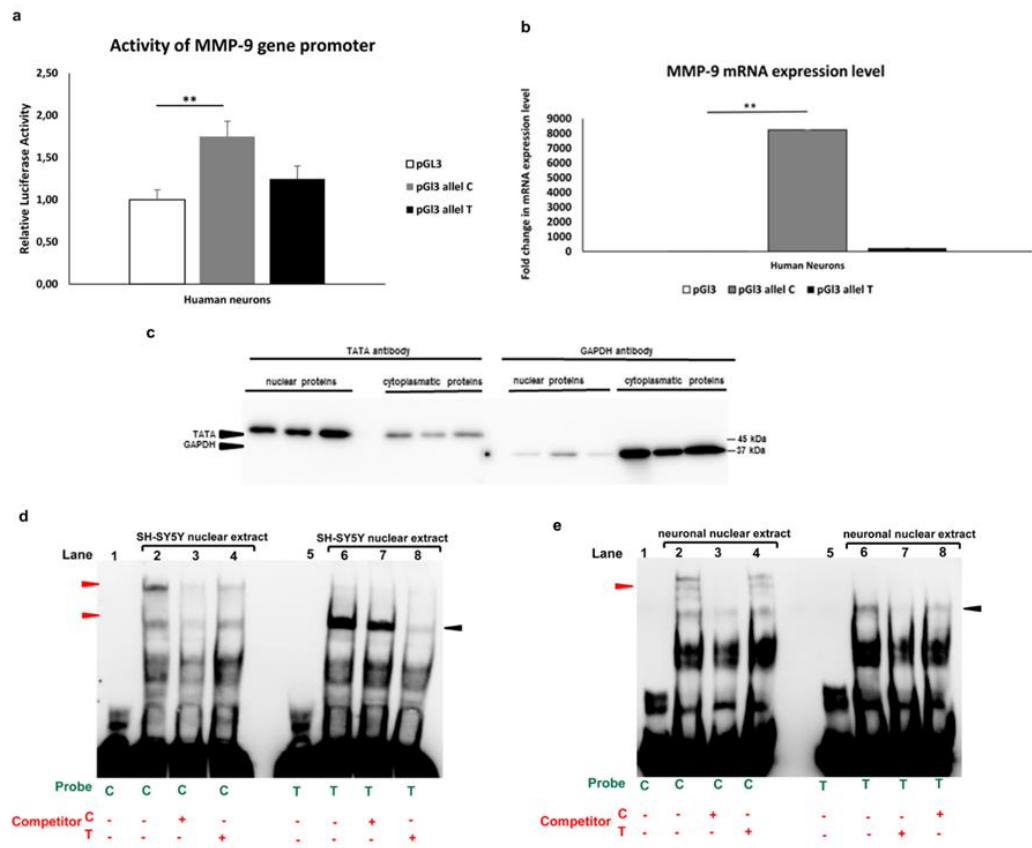 a
Activity of MMP-9 gene promoter
2,50
2,00
1,50
1,00
0,50
0,00
Relative Luciferase Activity
**
Huaman neurons
pGL3
pGl3 allel C
pGl3 allel T
b
MMP-9 mRNA expression level
9000
8000
7000
6000
5000
4000
3000
2000
1000
0
Fold change in mRNA expression level
**
Human Neurons
pGl3 pGl3 allel C pGl3 allel T
c
TATA antibody GAPDH antibody
nuclear proteins cytoplasmatic proteins nuclear proteins cytoplasmatic proteins
TATA
GAPDH
45 kDa
37 kDa
d
SH-SY5Y nuclear extract SH-SY5Y nuclear extract
Lane 1 2 3 4 5 6 7 8
Probe C C C C T T T T
Competitor C - - + - - - + -
T - - - + - - - +
e
neuronal nuclear extract neuronal nuclear extract
Lane 1 2 3 4 5 6 7 8
Probe C C C C T T T T
Competitor C - - + - - - - +
T - - - + - - + -